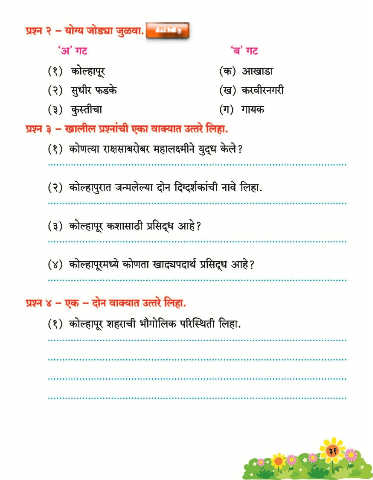 प्रश्न २ – योग्य जोड्या जुळवा.
'अ' गट 'ब' गट
(१) कोल्हापूर (क) आखाडा
(२) सुधीर फडके (ख) करवीरनगरी
(३) कुस्तीचा (ग) गायक
प्रश्न ३ – खालील प्रश्नांची एका वाक्यात उत्तरे लिहा.
(१) कोणत्या राक्षसाबरोबर महालक्ष्मीने युद्ध केले?
(२) कोल्हापुरात जन्मलेल्या दोन दिग्दर्शकांची नावे लिहा.
(३) कोल्हापूर कशासाठी प्रसिद्ध आहे?
(४) कोल्हापूरमध्ये कोणता खाद्यपदार्थ प्रसिद्ध आहे?
प्रश्न ४ – एक – दोन वाक्यात उत्तरे लिहा.
(१) कोल्हापूर शहराची भौगोलिक परिस्थिती लिहा.